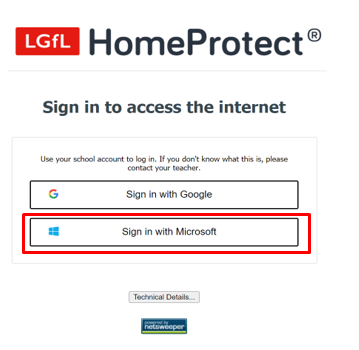 LGfL HomeProtect®
Sign in to access the internet
Use your school account to log in. If you don't know what this is, please
contact your teacher.
Sign in with Google
Sign in with Microsoft
Technical Details...
powered by
netsweeper